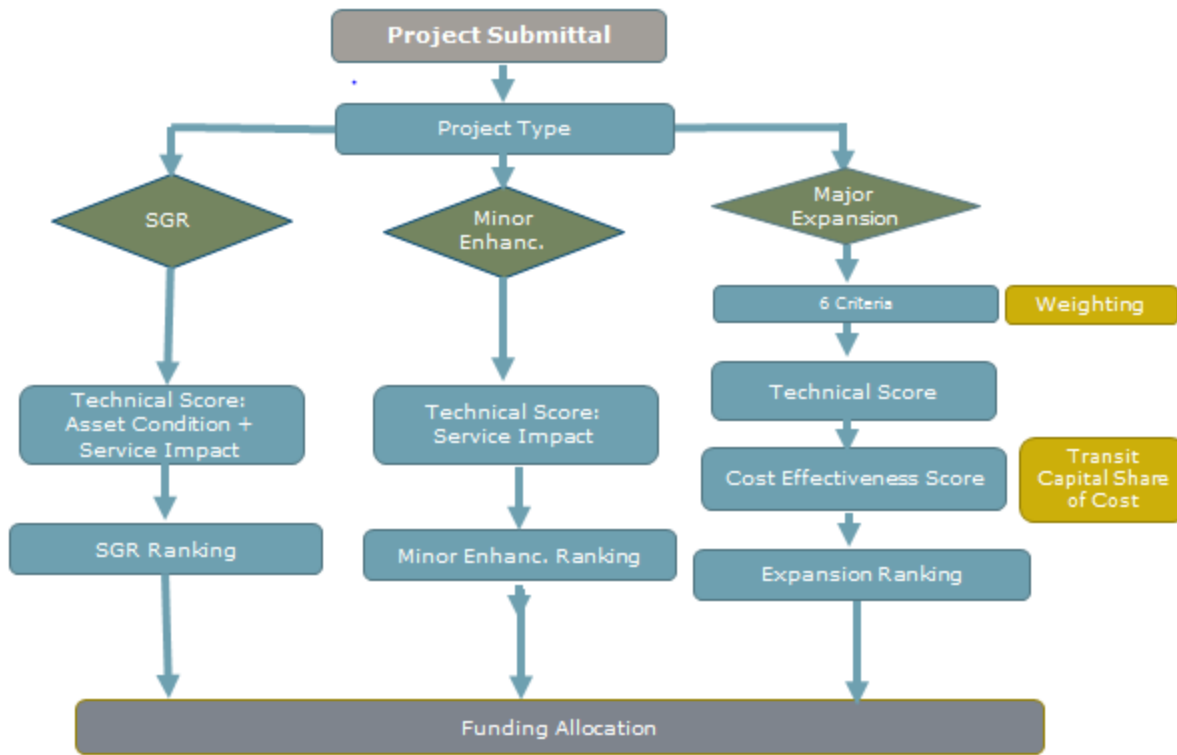 Project Submittal
Project Type
SGR
Minor
Enhanc.
Major
Expansion
6 Criteria
Weighting
Technical Score:
Asset Condition +
Service Impact
Technical Score:
Service Impact
Technical Score
Cost Effectiveness Score
Transit
Capital Share
of Cost
SGR Ranking
Minor Enhanc. Ranking
Expansion Ranking
Funding Allocation